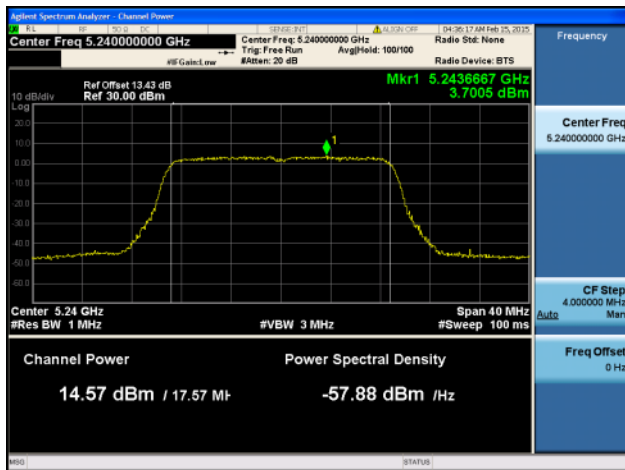 Agilent Spectrum Analyzer - Channel Power
RL RF 50 Ω DC SENSE:INT ALIGN OFF 04:36:17 AM Feb 15, 2015
Center Freq 5.240000000 GHz
Center Freq: 5.240000000 GHz Radio Std: None
Trig: Free Run Avg|Hold: 100/100
#IFGain:Low #Atten: 20 dB Radio Device: BTS
Frequency
Mkr1 5.2436667 GHz
3.7005 dBm
Ref Offset 13.43 dB
10 dB/div Ref 30.00 dBm
Log
20.0
10.0
0.00
-10.0
-20.0
-30.0
-40.0
-50.0
-60.0
1
Center 5.24 GHz Span 40 MHz
#Res BW 1 MHz #VBW 3 MHz #Sweep 100 ms
Center Freq
5.240000000 GHz
CF Step
4.000000 MHz
Auto Man
Freq Offset
0 Hz
Channel Power Power Spectral Density
14.57 dBm / 17.57 MH -57.88 dBm /Hz
MSG STATUS